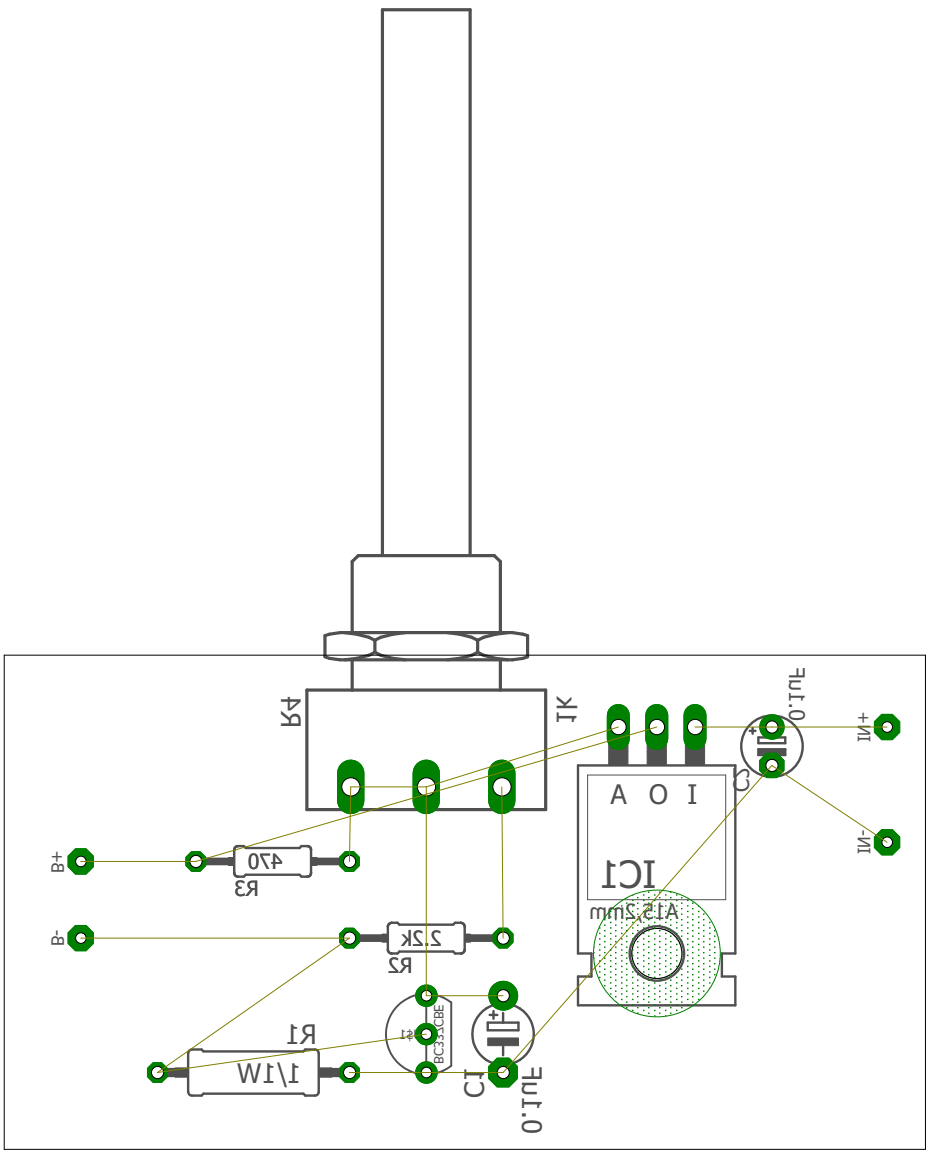 R4
1k
0.1uF
IN+
+
C2
A O I
IN-
B+
470
R3
IC1
A15,2mm
B-
2.2k
R2
+
BC337CBE
R1
1/1W
C1
0.1uF